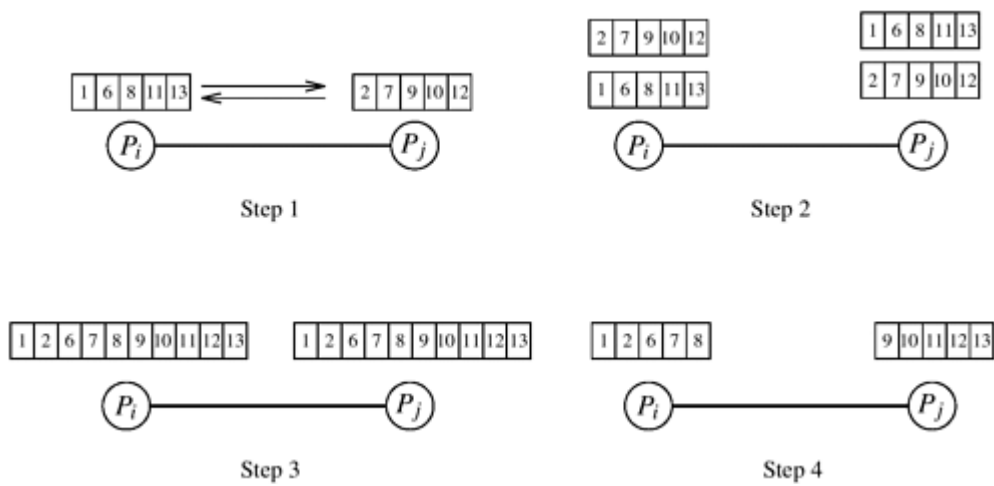 1 6 8 11 13
2 7 9 10 12
P_i
P_j
Step 1
2 7 9 10 12
1 6 8 11 13
1 6 8 11 13
2 7 9 10 12
P_i
P_j
Step 2
1 2 6 7 8 9 10 11 12 13
1 2 6 7 8 9 10 11 12 13
P_i
P_j
Step 3
1 2 6 7 8
9 10 11 12 13
P_i
P_j
Step 4